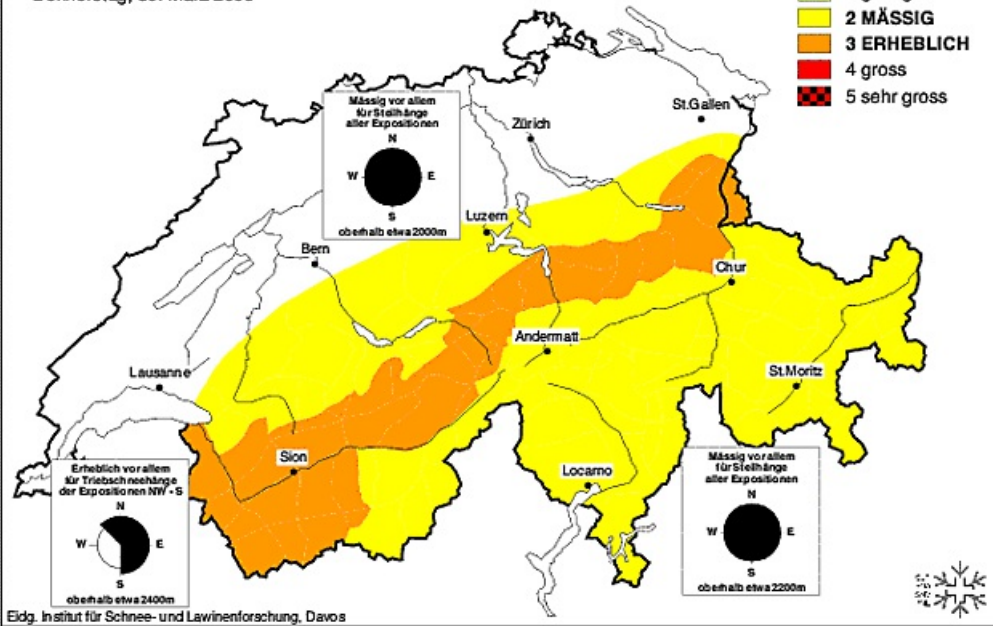 2 MÄSSIG
3 ERHEBLICH
4 gross
5 sehr gross
Mässig vor allem
für Steilhänge
aller Expositionen
N
W E
S
oberhalb etwa 2000m
St.Gallen
Zürich
Luzern
Bern
Chur
Andermatt
Lausanne
St.Moritz
Sion
Locarno
Erheblich vor allem
für Triebschneehänge
der Expositionen NW - S
N
W E
S
oberhalb etwa 2400m
Mässig vor allem
für Steilhänge
aller Expositionen
N
W E
S
oberhalb etwa 2200m
Eidg. Institut für Schnee- und Lawinenforschung, Davos